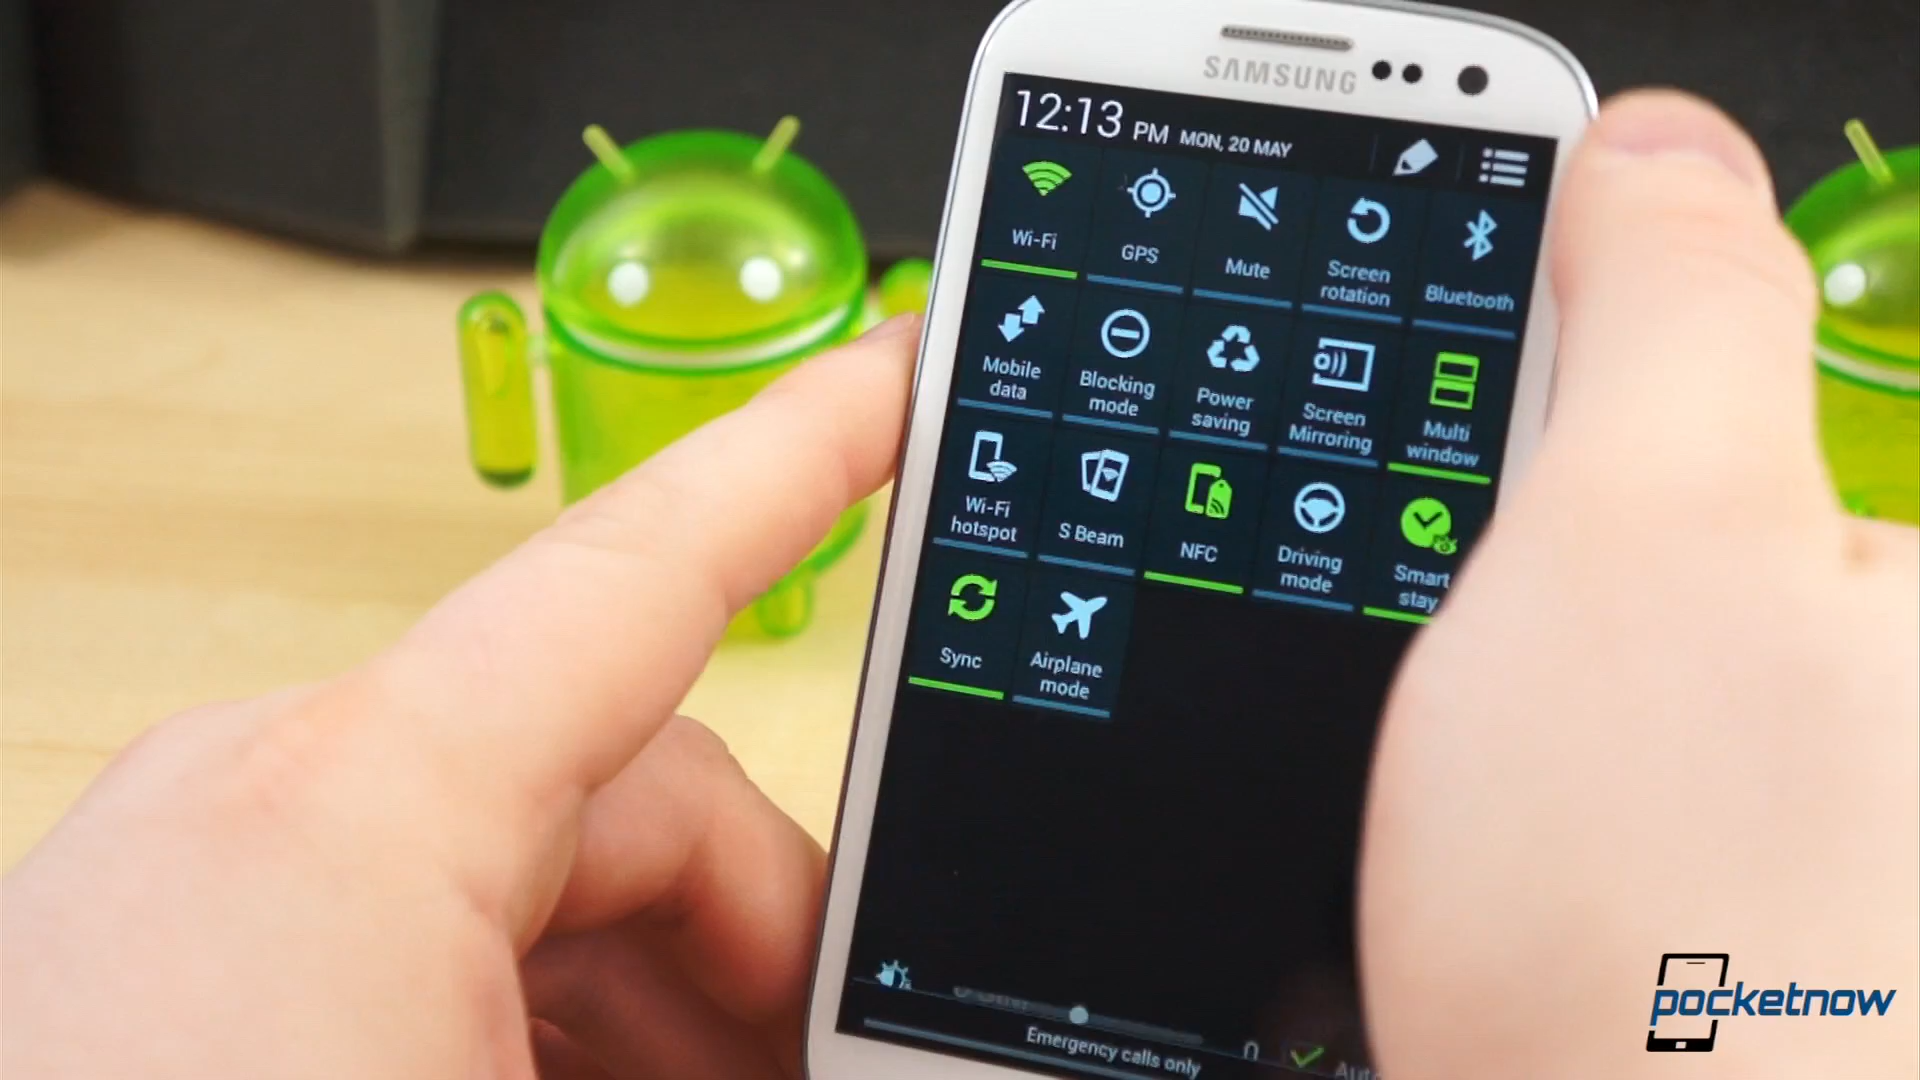 SAMSUNG
12:13 PM MON, 20 MAY
Wi-Fi
GPS
Mute
Screen
rotation
Bluetooth
Mobile
data
Blocking
mode
Power
saving
Screen
Mirroring
Multi
window
Wi-Fi
hotspot
S Beam
NFC
Driving
mode
Smart
stay
Sync
Airplane
mode
Emergency calls only
pocketnow